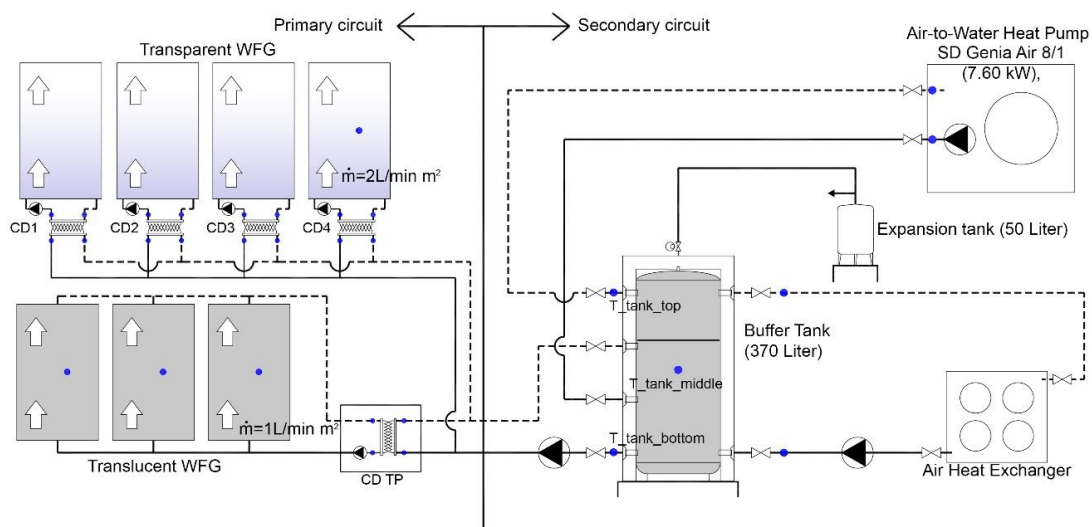 Primary circuit
Secondary circuit
Transparent WFG
Air-to-Water Heat Pump
SD Genia Air 8/1
(7.60 kW),
ṁ=2L/min m²
CD1
CD2
CD3
CD4
Expansion tank (50 Liter)
T_tank_top
Buffer Tank
(370 Liter)
T_tank_middle
ṁ=1L/min m²
T_tank_bottom
Translucent WFG
CD TP
Air Heat Exchanger